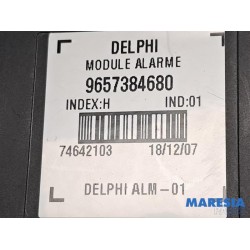 DELPHI
MODULE ALARME
9657384680
INDEX:H IND:01
74642103 18/12/07
DELPHI ALM-01
MARESIA